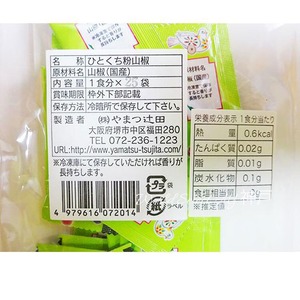 名 称 ひとくち粉山椒
原材料名 山椒（国産）
内容量 1食分×25袋
賞味期限 枠外下部記載
保存方法 冷暗所で保存して下さい。
製造者 ㈱やまつ辻田
大阪府堺市中区福田280
TEL 072-236-1223
URL:http://www.yamatsu-tsujita.com/
※冷凍庫にて保存していただければ香りが
長持ちします。
プラ
袋
紙
ラベル
4 979616 072014
栄養成分表示 1食分当たり
熱 量 0.6kcal
たんぱく質 0.02g
脂 質 0.01g
炭水化物 0.1g
食塩相当量 0g
※推定値